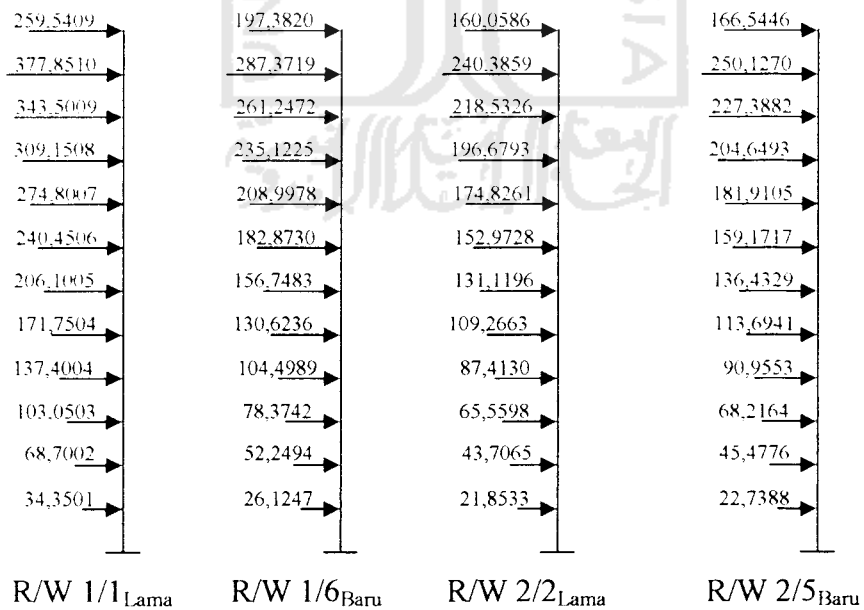 259,5409 197,3820 160,0586 166,5446
377,8510 287,3719 240,3859 250,1270
343,5009 261,2472 218,5326 227,3882
309,1508 235,1225 196,6793 204,6493
274,8007 208,9978 174,8261 181,9105
240,4506 182,8730 152,9728 159,1717
206,1005 156,7483 131,1196 136,4329
171,7504 130,6236 109,2663 113,6941
137,4004 104,4989 87,4130 90,9553
103,0503 78,3742 65,5598 68,2164
68,7002 52,2494 43,7065 45,4776
34,3501 26,1247 21,8533 22,7388
R/W 1/1Lama R/W 1/6Baru R/W 2/2Lama R/W 2/5Baru